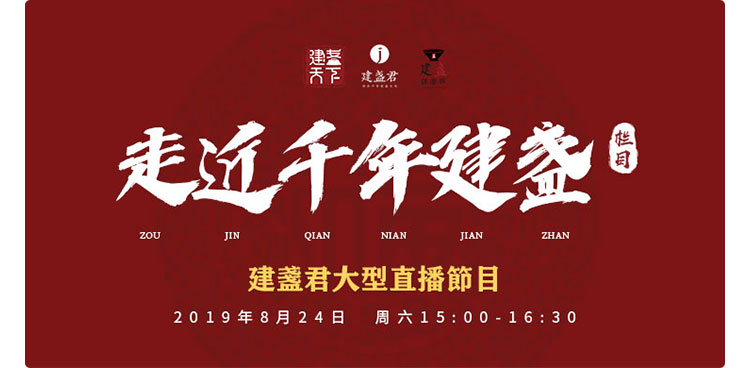 建盏天下
建盏君
走近千年建盏
栏目
ZOU JIN QIAN NIAN JIAN ZHAN
建盞君大型直播節目
2019年8月24日 周六15:00-16:30